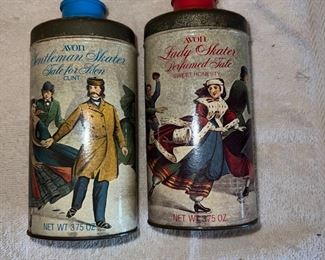 AVON
Gentleman Skater
Talc for Men
CLINT
NET WT 3.75 OZ
AVON
Lady Skater
Perfumed Talc
SWEET HONESTY
NET WT 3.75 OZ.